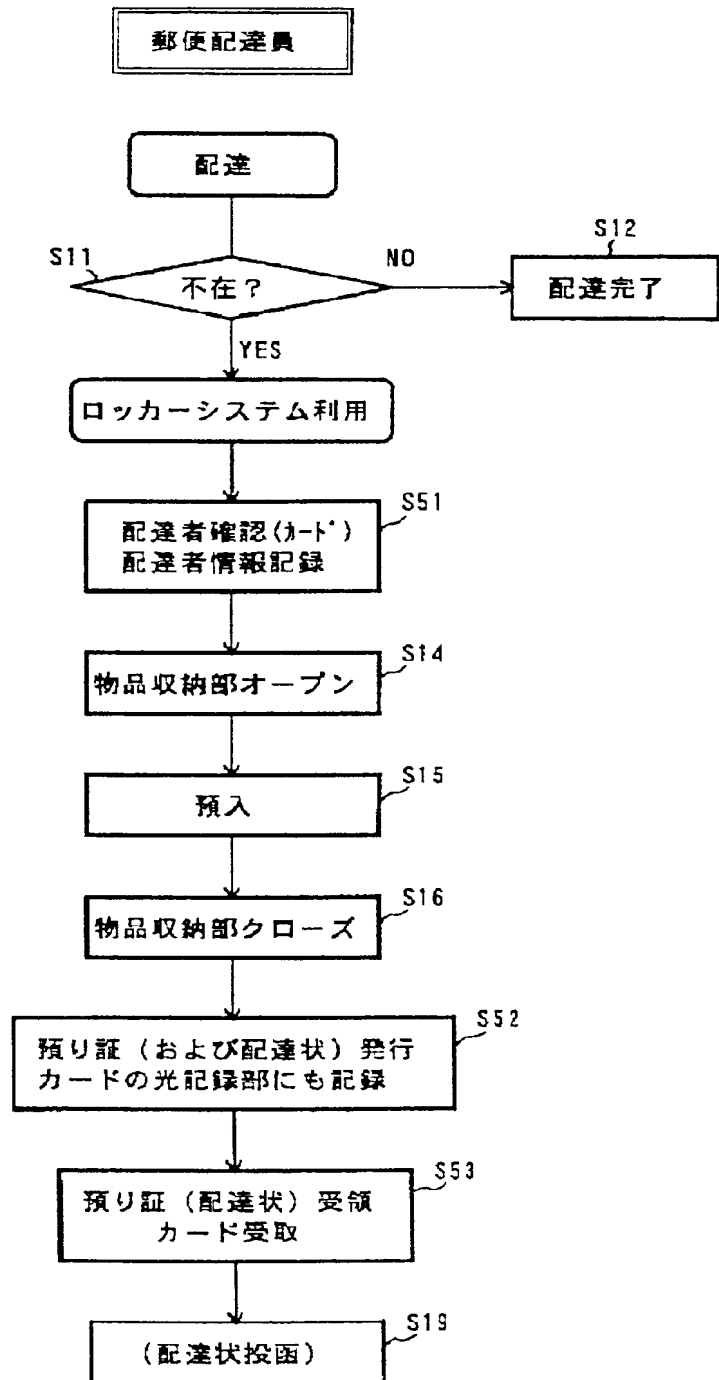 郵便配達員
配達
S11
不在?
NO
S12
配達完了
YES
ロッカーシステム利用
S51
配達者確認(ｶｰﾄﾞ)
配達者情報記録
S14
物品収納部オープン
S15
預入
S16
物品収納部クローズ
S52
預り証（および配達状）発行
カードの光記録部にも記録
S53
預り証（配達状）受領
カード受取
S19
(配達状投函)